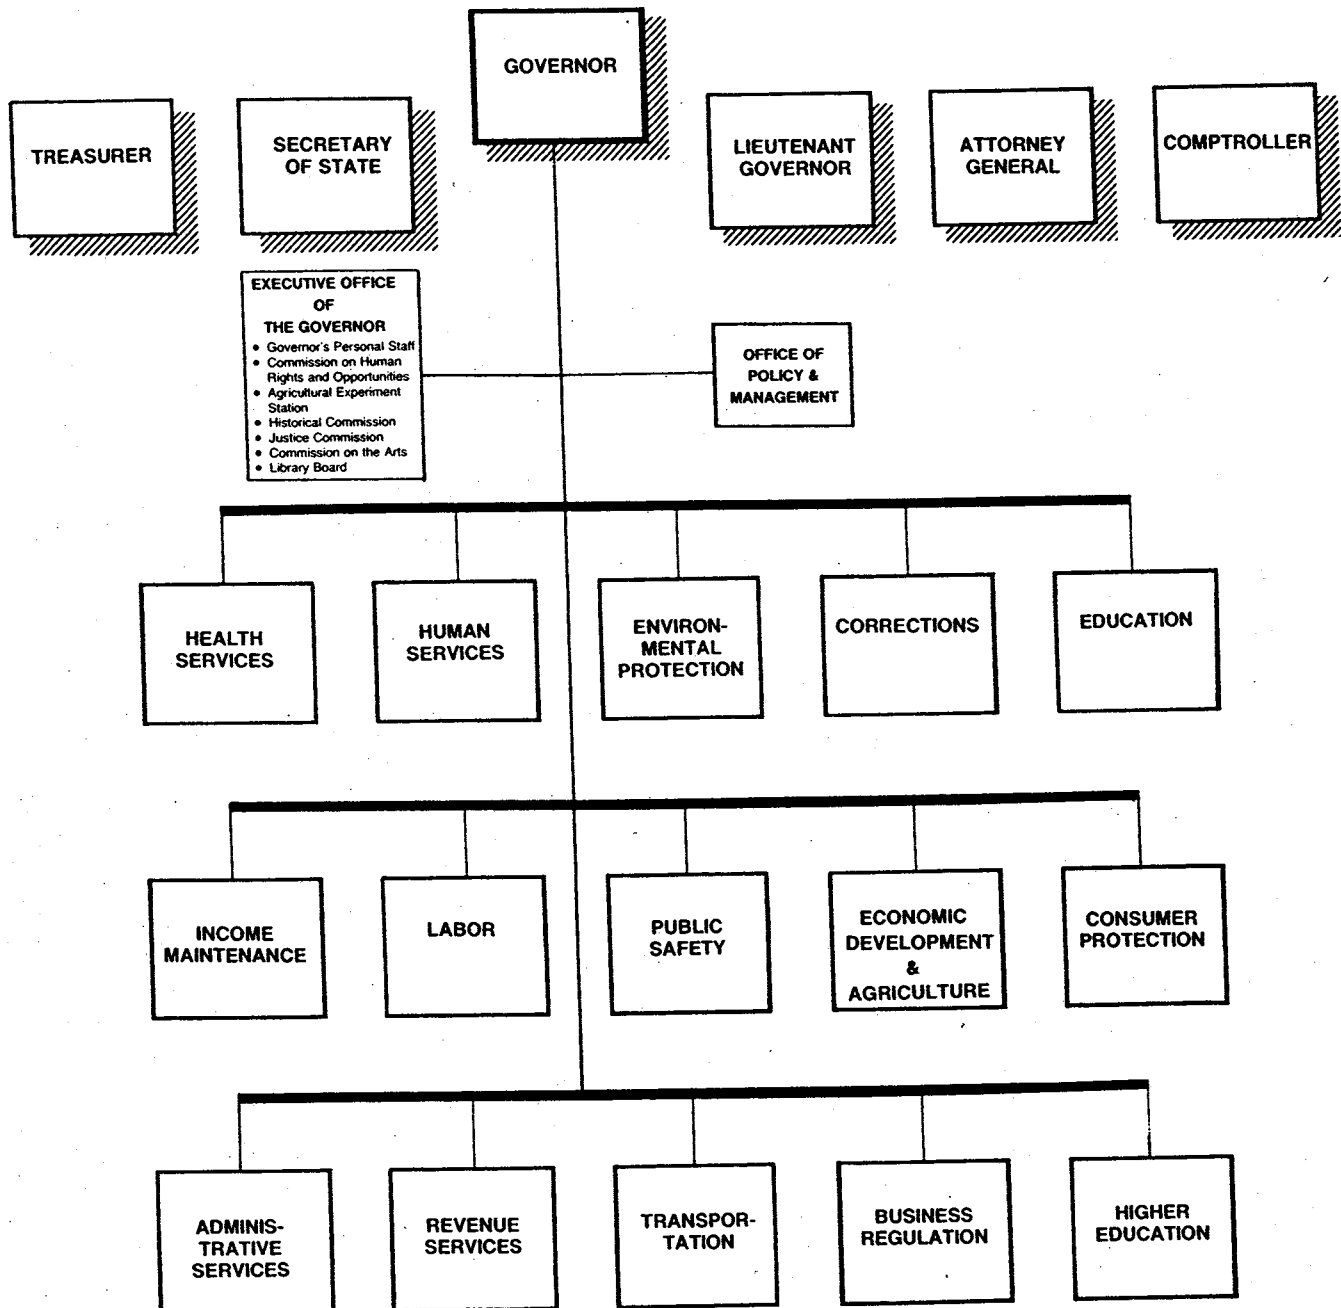 GOVERNOR
TREASURER
SECRETARY
OF STATE
LIEUTENANT
GOVERNOR
ATTORNEY
GENERAL
COMPTROLLER
EXECUTIVE OFFICE
OF
THE GOVERNOR
• Governor's Personal Staff
• Commission on Human
Rights and Opportunities
• Agricultural Experiment
Station
• Historical Commission
• Justice Commission
• Commission on the Arts
• Library Board
OFFICE OF
POLICY &
MANAGEMENT
HEALTH
SERVICES
HUMAN
SERVICES
ENVIRON-
MENTAL
PROTECTION
CORRECTIONS
EDUCATION
INCOME
MAINTENANCE
LABOR
PUBLIC
SAFETY
ECONOMIC
DEVELOPMENT
&
AGRICULTURE
CONSUMER
PROTECTION
ADMINIS-
TRATIVE
SERVICES
REVENUE
SERVICES
TRANSPOR-
TATION
BUSINESS
REGULATION
HIGHER
EDUCATION